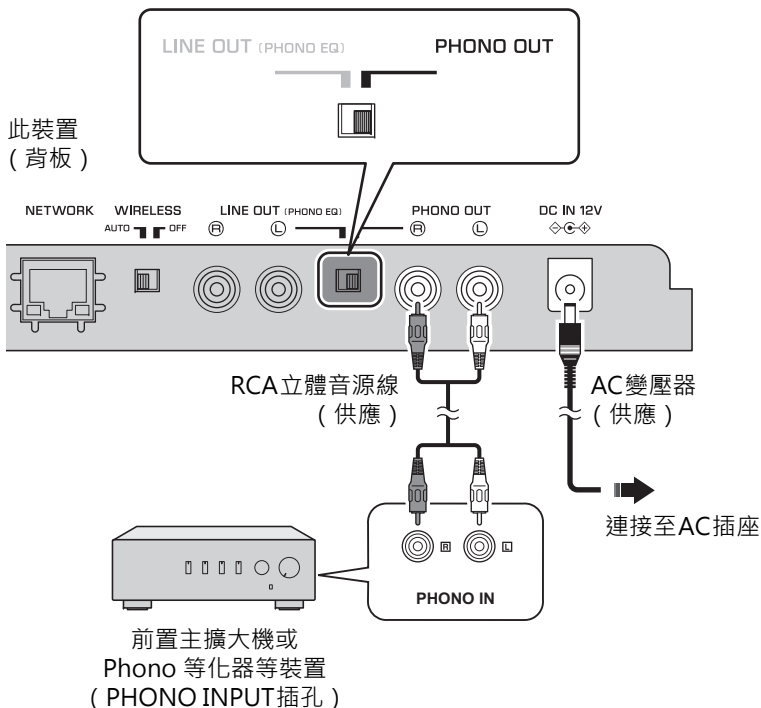 LINE OUT (PHONO EQ) PHONO OUT
此裝置
(背板)
NETWORK WIRELESS LINE OUT (PHONO EQ) PHONO OUT DC IN 12V
AUTO OFF R L R L
RCA立體音源線
(供應)
AC變壓器
(供應)
連接至AC插座
R L
PHONO IN
前置主擴大機或
Phono 等化器等裝置
(PHONO INPUT插孔)